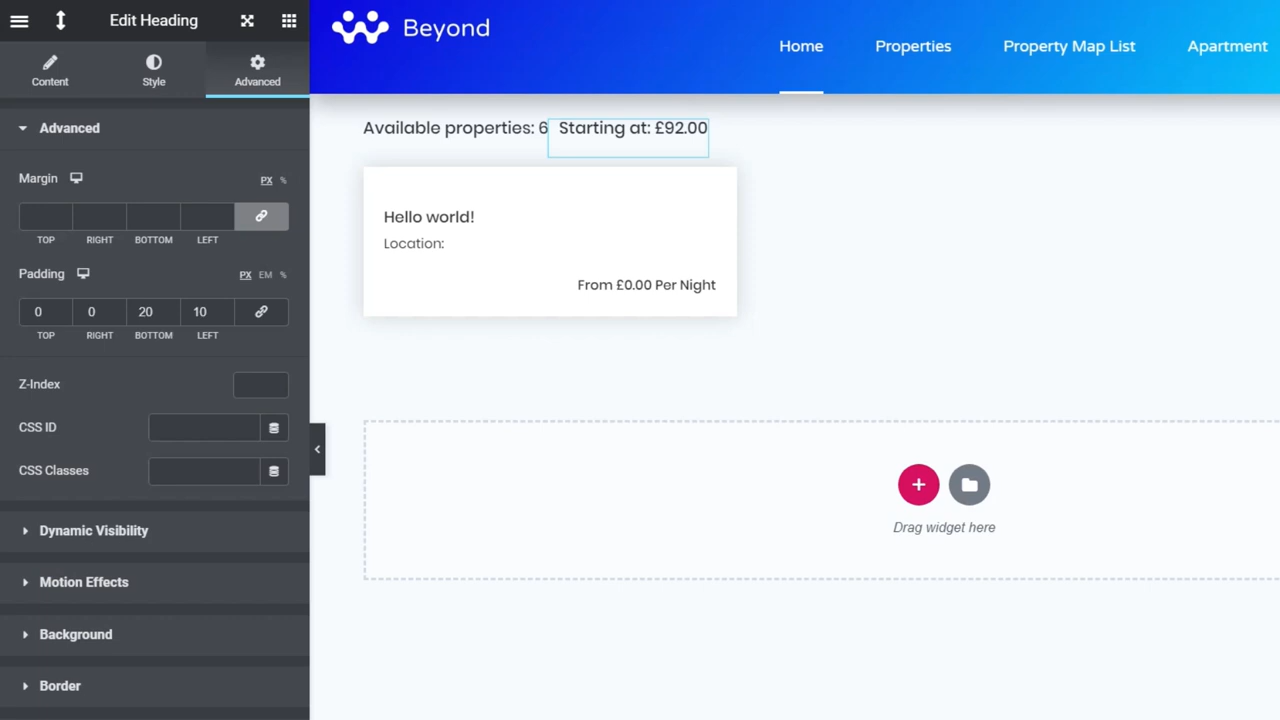 Edit Heading
Content Style Advanced
Advanced
Margin PX %
TOP RIGHT BOTTOM LEFT
Padding PX EM %
0 0 20 10
TOP RIGHT BOTTOM LEFT
Z-Index
CSS ID
CSS Classes
Dynamic Visibility
Motion Effects
Background
Border
Beyond
Home Properties Property Map List Apartment
Available properties: 6 Starting at: £92.00
Hello world!
Location:
From £0.00 Per Night
Drag widget here